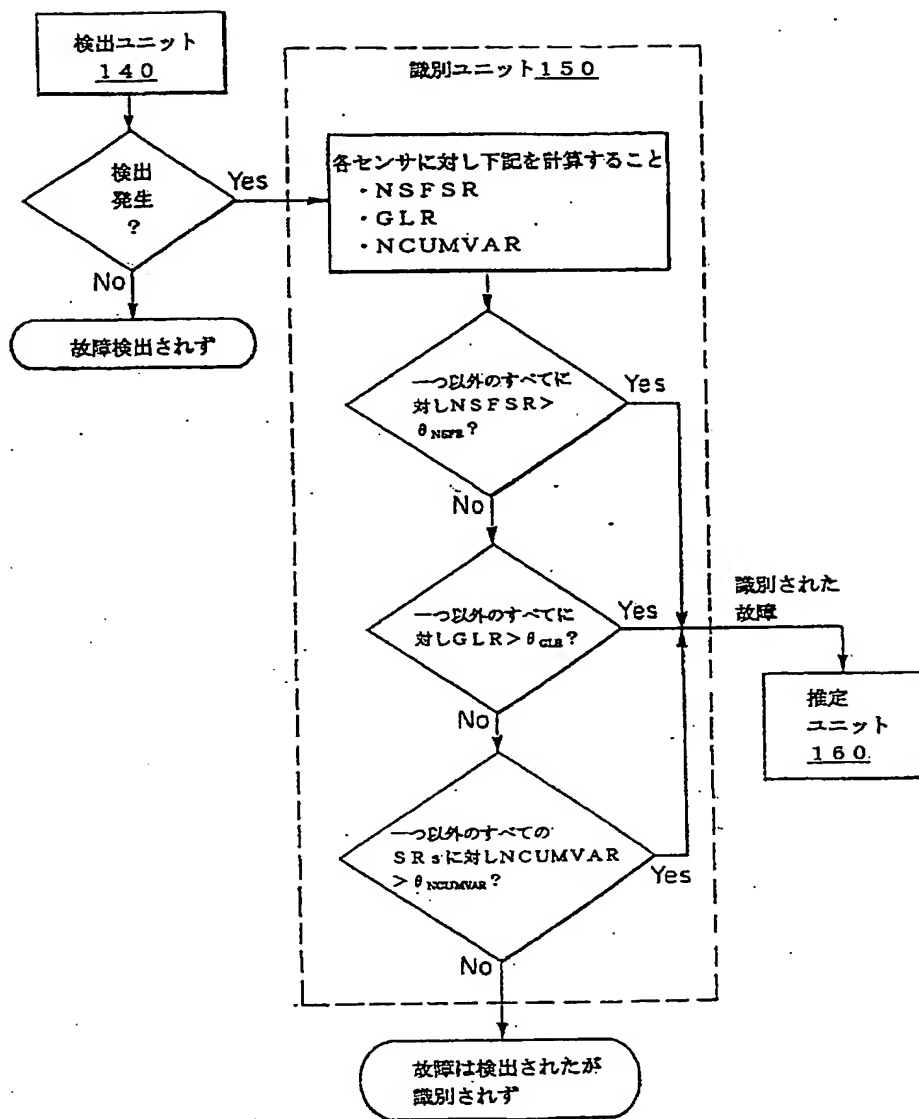 検出ユニット
140
識別ユニット150
検出
発生
?
Yes
No
各センサに対し下記を計算すること
・NSFSR
・GLR
・NCUMVAR
故障検出されず
一つ以外のすべてに
対しNSFSR>
θNSFR?
Yes
No
一つ以外のすべてに
対しGLR>θGLR?
Yes
No
識別された
故障
推定
ユニット
160
一つ以外のすべての
SRsに対しNCUMVAR
>θNCUMVAR?
Yes
No
故障は検出されたが
識別されず